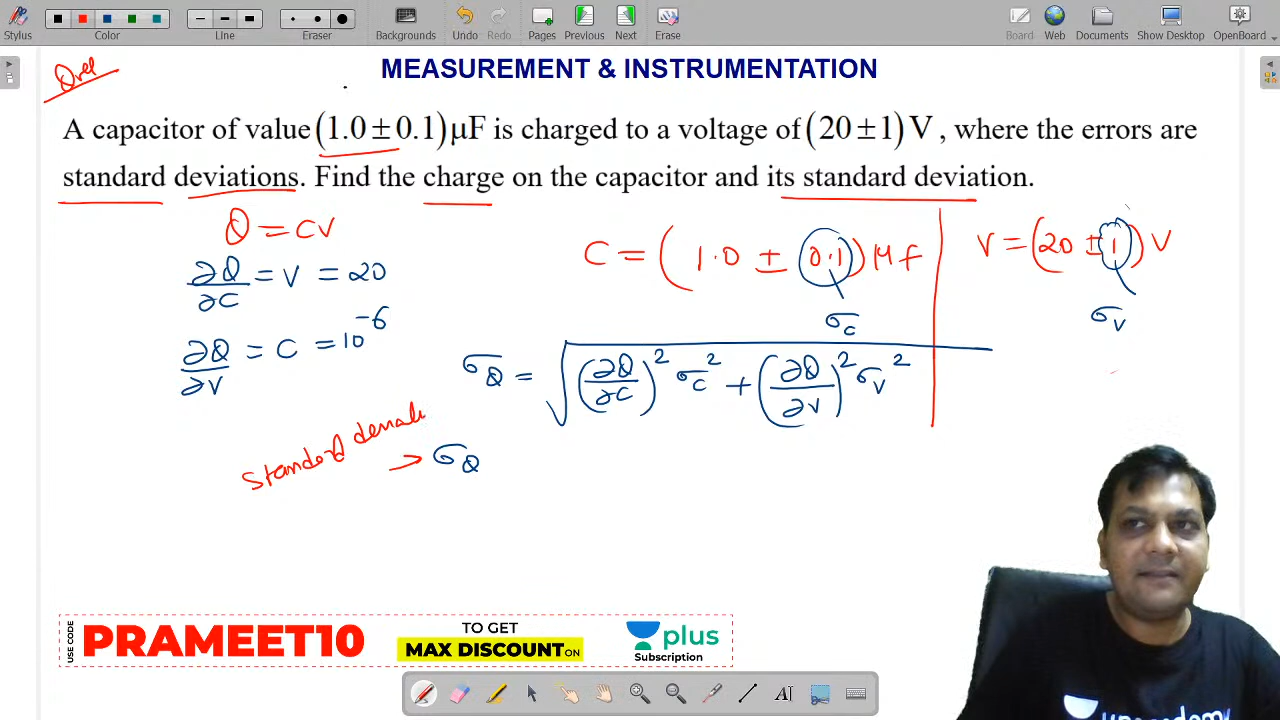 Stylus
Color
Line
Eraser
Backgrounds
Undo
Redo
Pages
Previous
Next
Erase
Board
Web
Documents
Show Desktop
OpenBoard
Quel
MEASUREMENT & INSTRUMENTATION
A capacitor of value (1.0 ± 0.1) μF is charged to a voltage of (20 ± 1) V , where the errors are
standard deviations. Find the charge on the capacitor and its standard deviation.
Q = CV
C = (1.0 ± 0.1) μf
V = (20 ± 1) V
∂Q/∂C = V = 20
σc
σv
∂Q/∂V = C = 10⁻⁶
σQ = √((∂Q/∂C)² σc² + (∂Q/∂V)² σv²)
standard
→ σQ
USE CODE
PRAMEET10
TO GET
MAX DISCOUNT ON
plus
Subscription